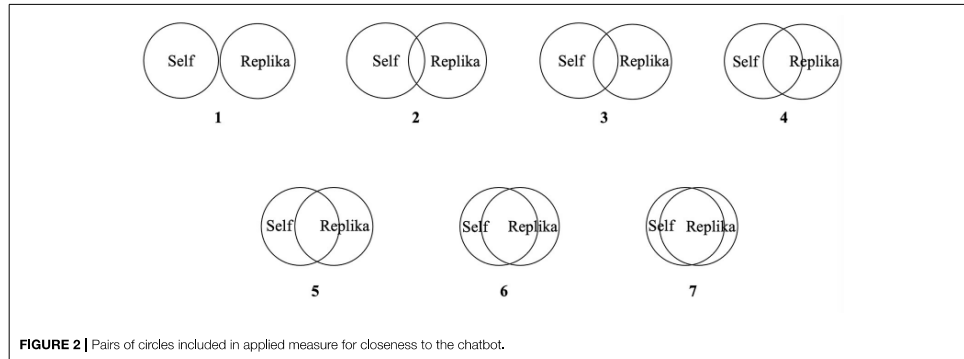 Self Replika Self Replika Self Replika Self Replika
1 2 3 4
Self Replika Self Replika Self Replika
5 6 7
FIGURE 2 | Pairs of circles included in applied measure for closeness to the chatbot.